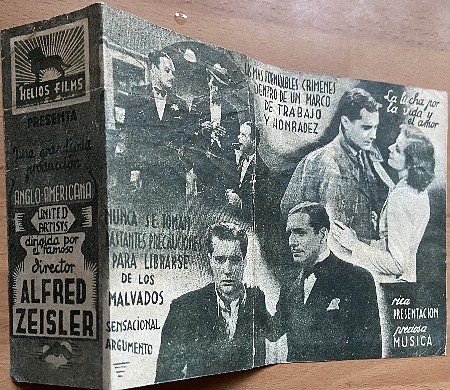 HELIOS FILMS
PRESENTA
Una grandiosa
producción
ANGLO-AMERICANA
UNITED
ARTISTS
dirigida por
el famoso
director
ALFRED
ZEISLER
LAS MAS FORMIDABLES CRIMENES
DENTRO DE UN MARCO
DE TRABAJO
Y HONRADEZ
La lucha por
la vida y
el amor
NUNCA SE TOMAN
BASTANTES PRECAUCIONES
PARA LIBRARSE
DE LOS
MALVADOS
SENSACIONAL
ARGUMENTO
rica
PRESENTACION
preciosa
MUSICA